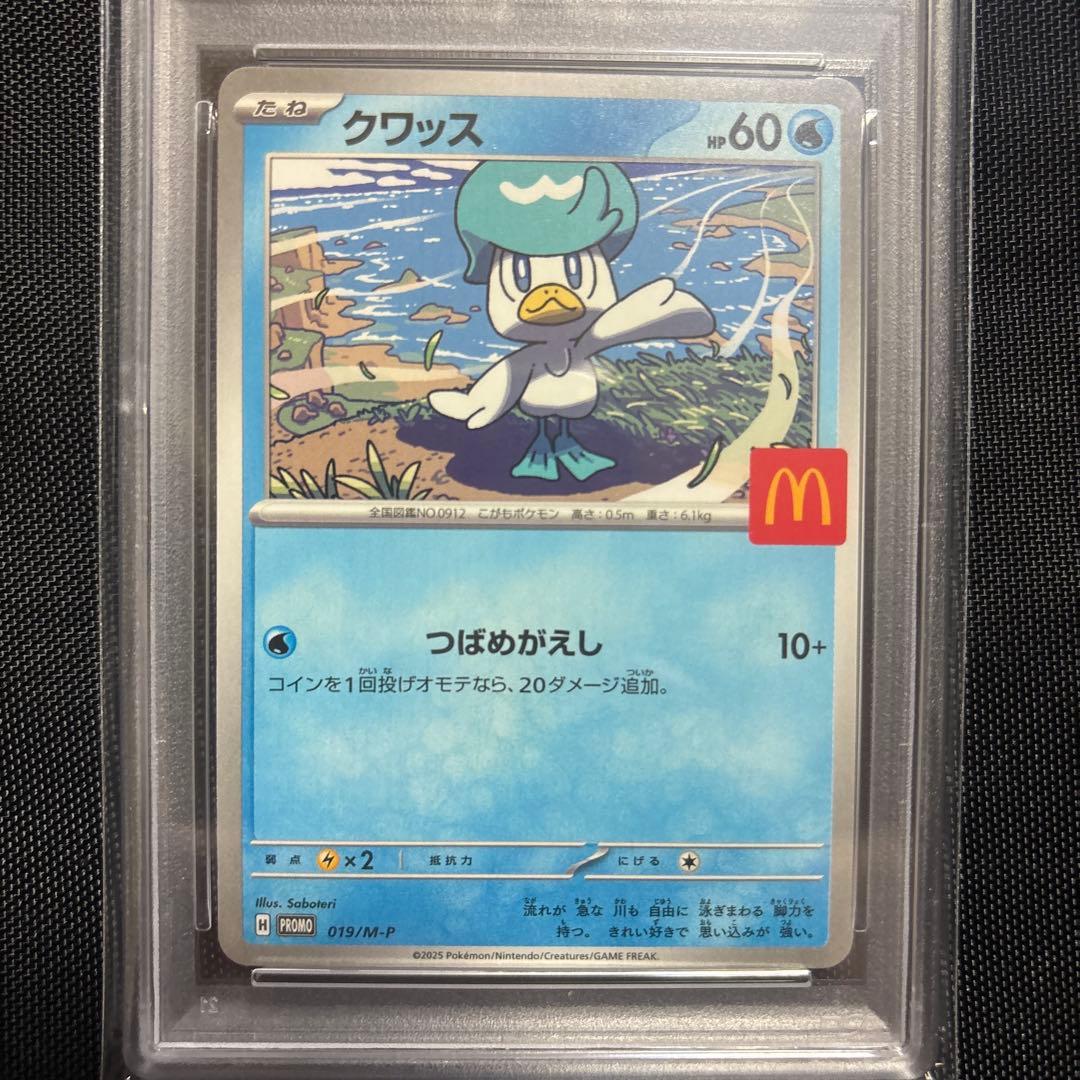 たね クワッス HP60
全国図鑑NO.0912 こがもポケモン 高さ:0.5m 重さ:6.1kg
つばめがえし 10+
コインを1回投げオモテなら、20ダメージ追加。
弱点 ×2 抵抗力 にげる
Illus. Saboteri
流れが 急な 川も 自由に 泳ぎまわる 脚力を
持つ。 きれい好きで 思い込みが 強い。
H PROMO 019/M-P
©2025 Pokémon/Nintendo/Creatures/GAME FREAK.